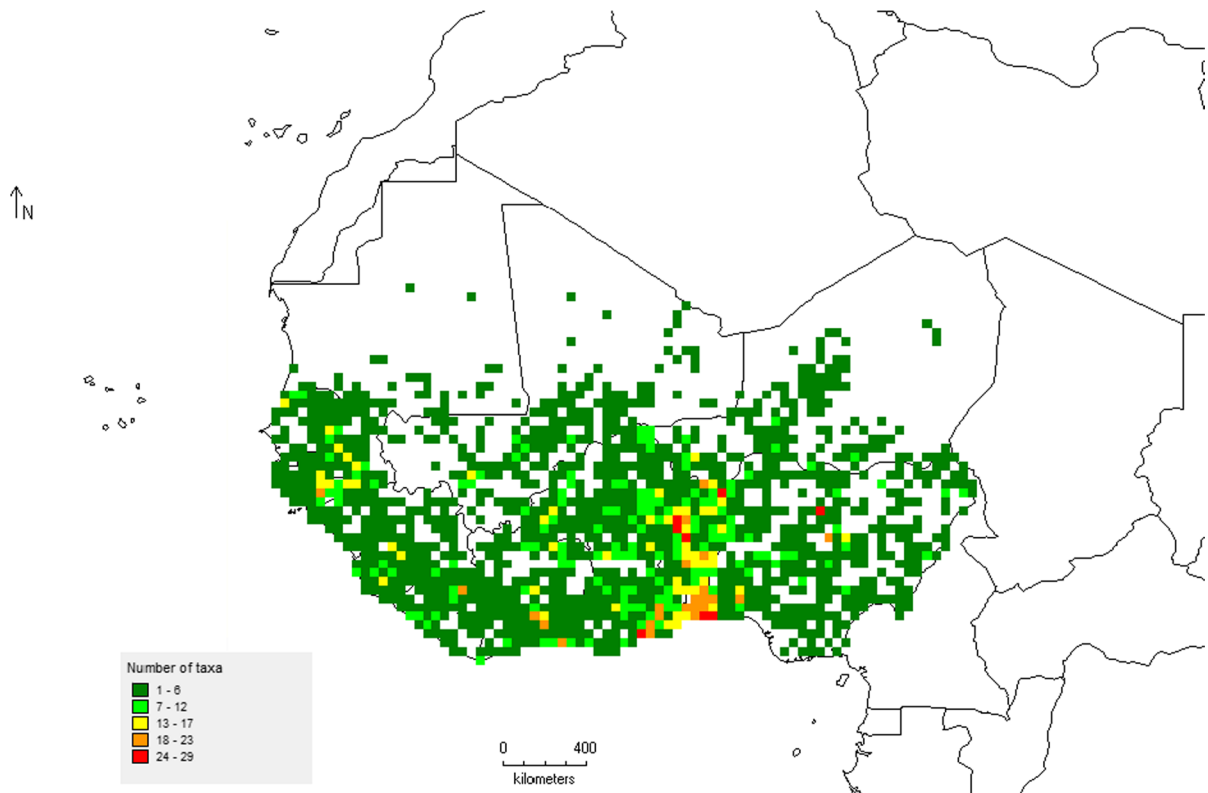 N
Number of taxa
1 - 6
7 - 12
13 - 17
18 - 23
24 - 29
0 400
kilometers